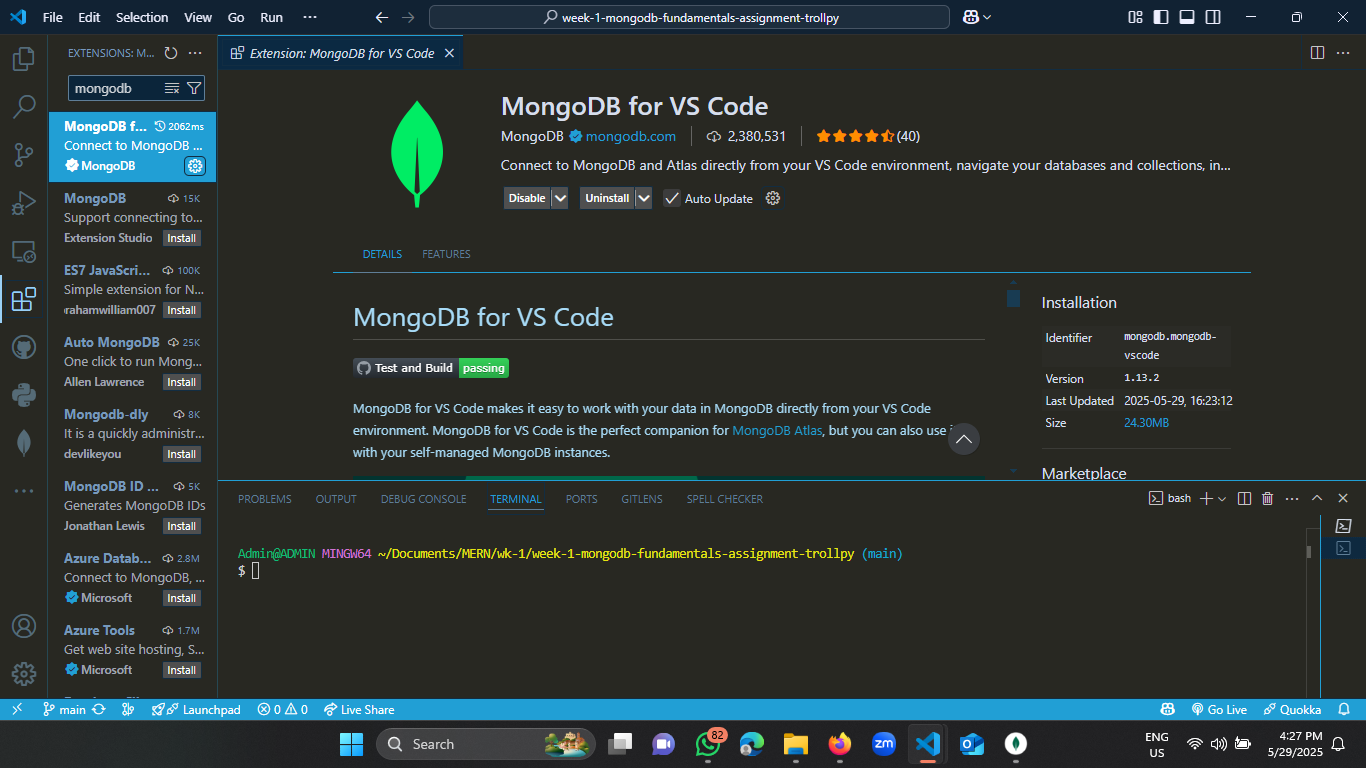 File Edit Selection View Go Run ···
week-1-mongodb-fundamentals-assignment-trollpy
EXTENSIONS: M...
mongodb
MongoDB f... 2062ms
Connect to MongoDB ...
MongoDB
MongoDB 15K
Support connecting to...
Extension Studio Install
ES7 JavaScri... 100K
Simple extension for N...
rahamwilliam007 Install
Auto MongoDB 25K
One click to run Mong...
Allen Lawrence Install
Mongodb-dly 8K
It is a quickly administr...
devlikeyou Install
MongoDB ID ... 5K
Generates MongoDB IDs
Jonathan Lewis Install
Azure Datab... 2.8M
Connect to MongoDB, ...
Microsoft Install
Azure Tools 1.7M
Get web site hosting, S...
Microsoft Install
Extension: MongoDB for VS Code
MongoDB for VS Code
MongoDB mongodb.com 2,380,531 (40)
Connect to MongoDB and Atlas directly from your VS Code environment, navigate your databases and collections, in...
Disable Uninstall Auto Update
DETAILS FEATURES
MongoDB for VS Code
Test and Build passing
MongoDB for VS Code makes it easy to work with your data in MongoDB directly from your VS Code
environment. MongoDB for VS Code is the perfect companion for MongoDB Atlas, but you can also use
with your self-managed MongoDB instances.
Installation
Identifier mongodb.mongodb-
vscode
Version 1.13.2
Last Updated 2025-05-29, 16:23:12
Size 24.30MB
Marketplace
PROBLEMS OUTPUT DEBUG CONSOLE TERMINAL PORTS GITLENS SPELL CHECKER
bash
Admin@ADMIN MINGW64 ~/Documents/MERN/wk-1/week-1-mongodb-fundamentals-assignment-trollpy (main)
$
main Launchpad 0 0 Live Share Go Live Quokka
Search
82
zm
ENG
US
4:27 PM
5/29/2025